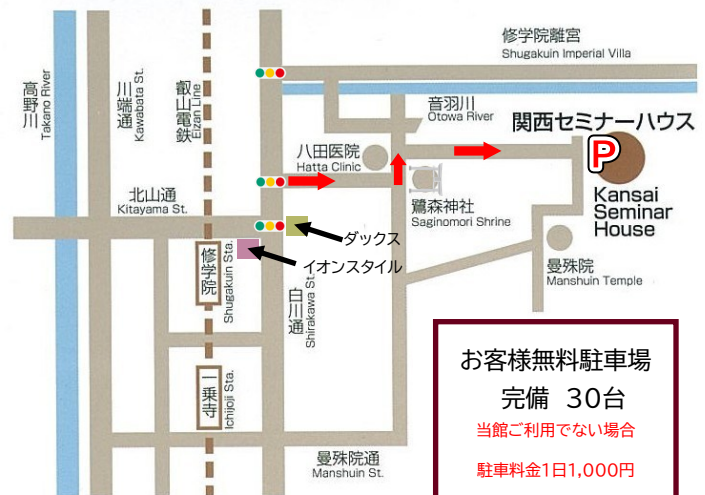 修学院離宮
Shugakuin Imperial Villa
高野川
Takano River
川端通
Kawabata St.
叡山電鉄
Eizan Line
音羽川
Otowa River
関西セミナーハウス
P
Kansai
Seminar
House
八田医院
Hatta Clinic
北山通
Kitayama St.
鷺森神社
Saginomori Shrine
ダックス
イオンスタイル
修学院
Shugakuin Sta.
白川通
Shirakawa St.
曼殊院
Manshuin Temple
一乗寺
Ichijoji Sta.
曼殊院通
Manshuin St.
お客様無料駐車場
完備 30台
当館ご利用でない場合
駐車料金1日1,000円